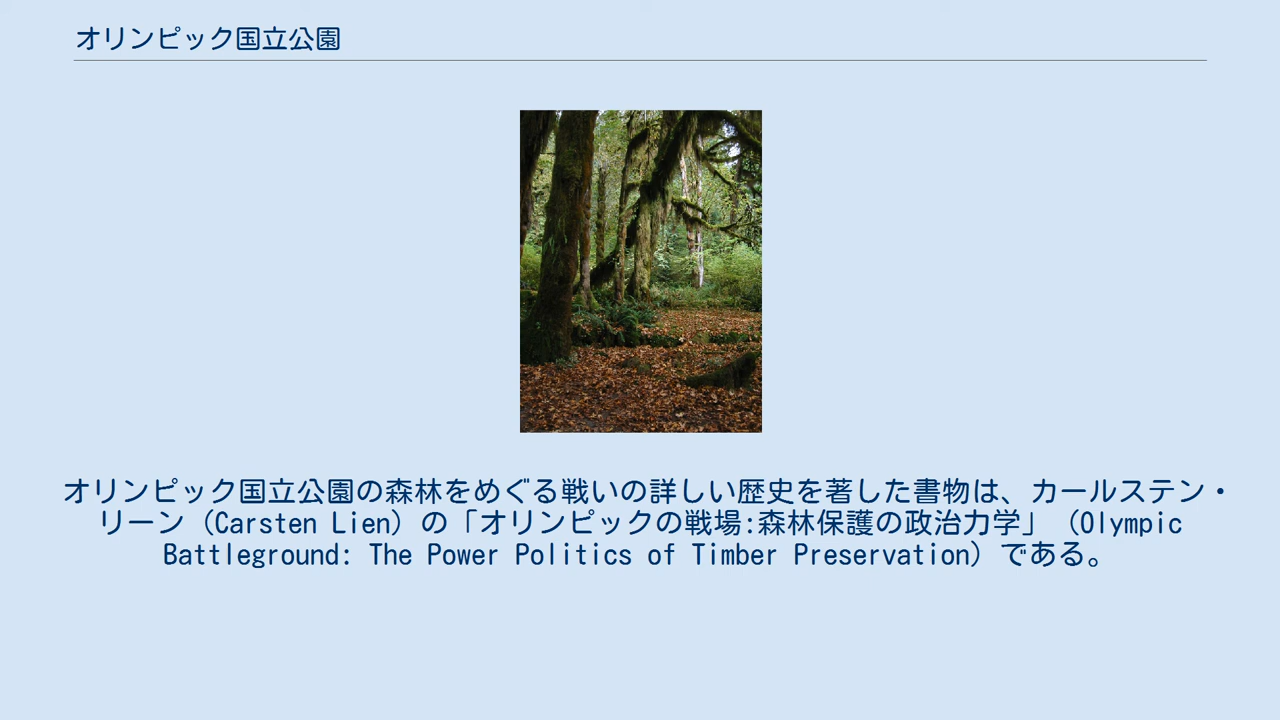 オリンピック国立公園
オリンピック国立公園の森林をめぐる戦いの詳しい歴史を著した書物は、カールステン・
リーン（Carsten Lien）の「オリンピックの戦場:森林保護の政治力学」（Olympic
Battleground: The Power Politics of Timber Preservation）である。